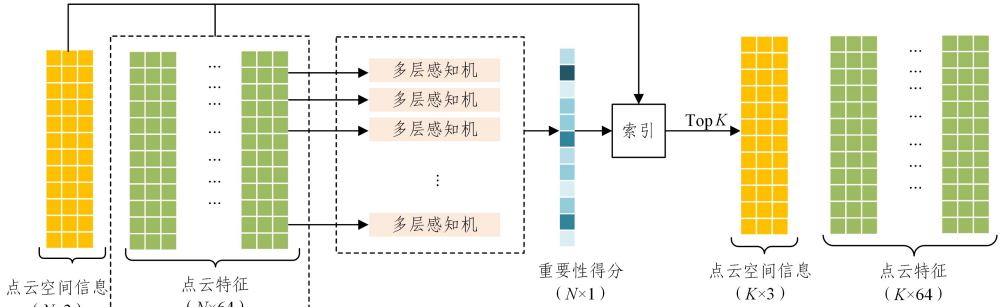 多层感知机
多层感知机
多层感知机
多层感知机
索引
Top K
点云空间信息
(N×3)
点云特征
(N×64)
重要性得分
(N×1)
点云空间信息
(K×3)
点云特征
(K×64)